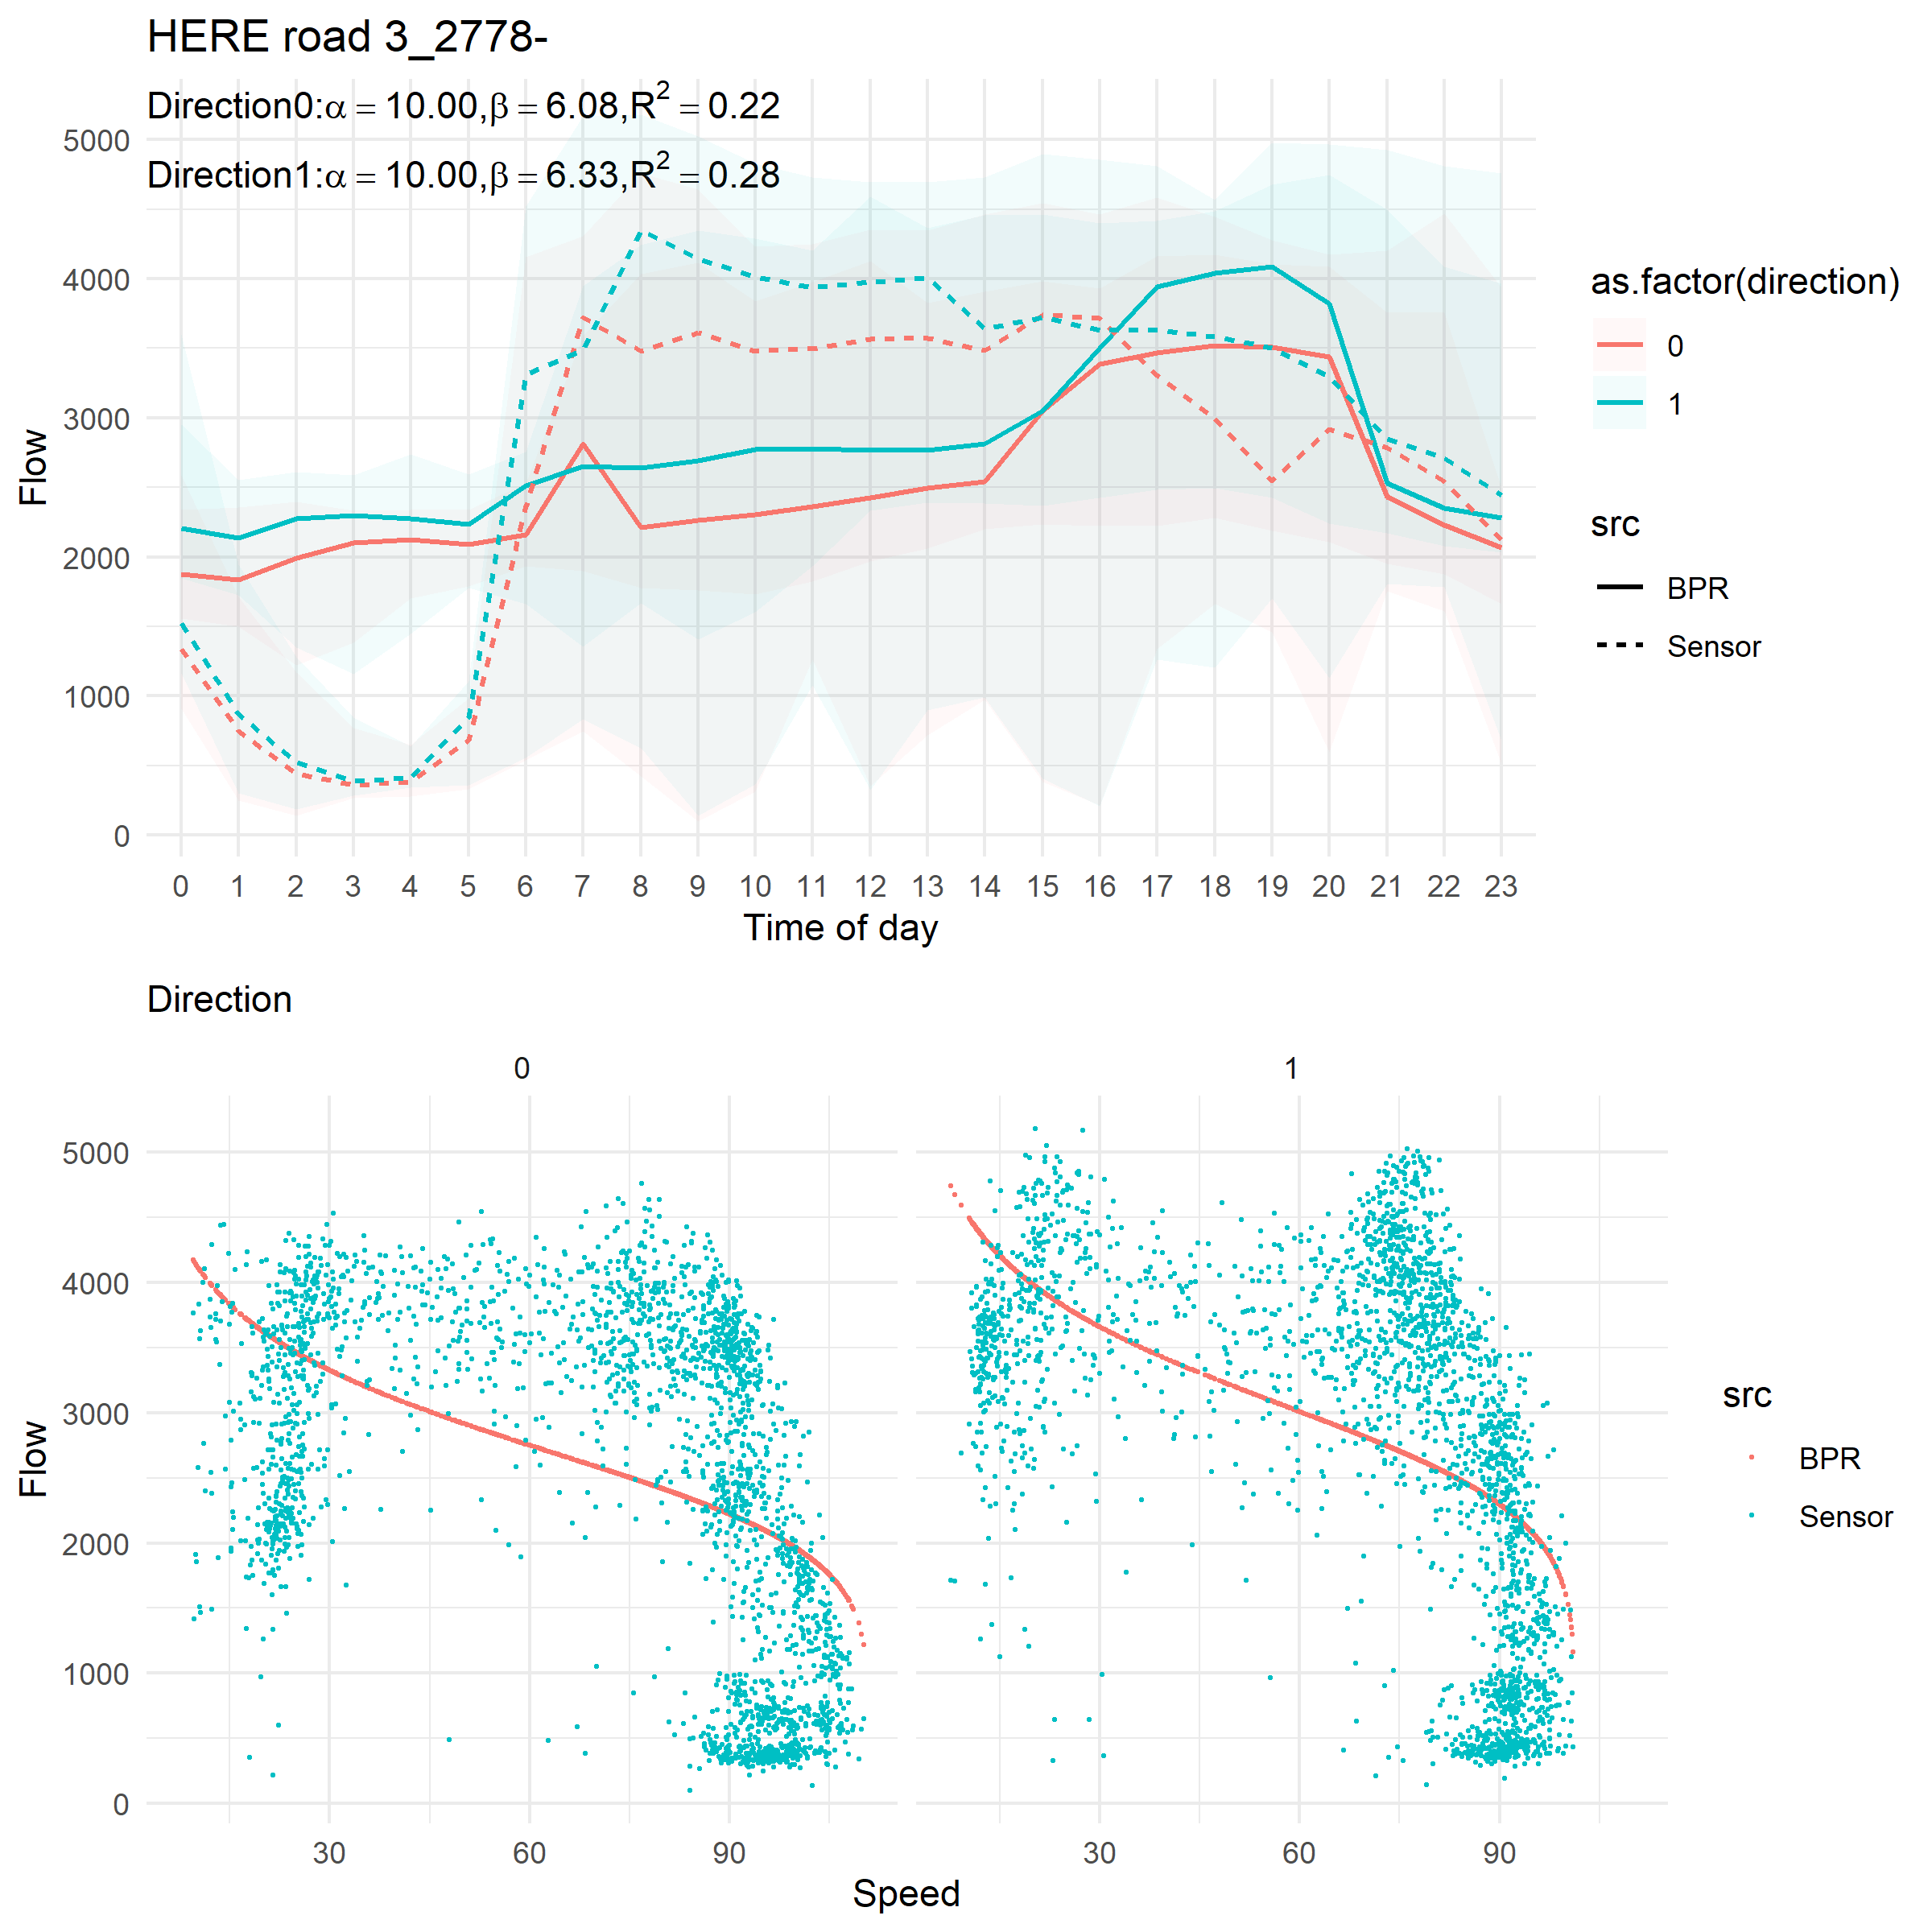 HERE road 3_2778-
Direction0:α = 10.00,β = 6.08,R² = 0.22
Direction1:α = 10.00,β = 6.33,R² = 0.28
5000
4000
3000
2000
1000
0
Flow
0 1 2 3 4 5 6 7 8 9 10 11 12 13 14 15 16 17 18 19 20 21 22 23
Time of day
as.factor(direction)
0
1
src
BPR
Sensor
Direction
0 1
5000
4000
3000
2000
1000
0
Flow
30 60 90 30 60 90
Speed
src
BPR
Sensor